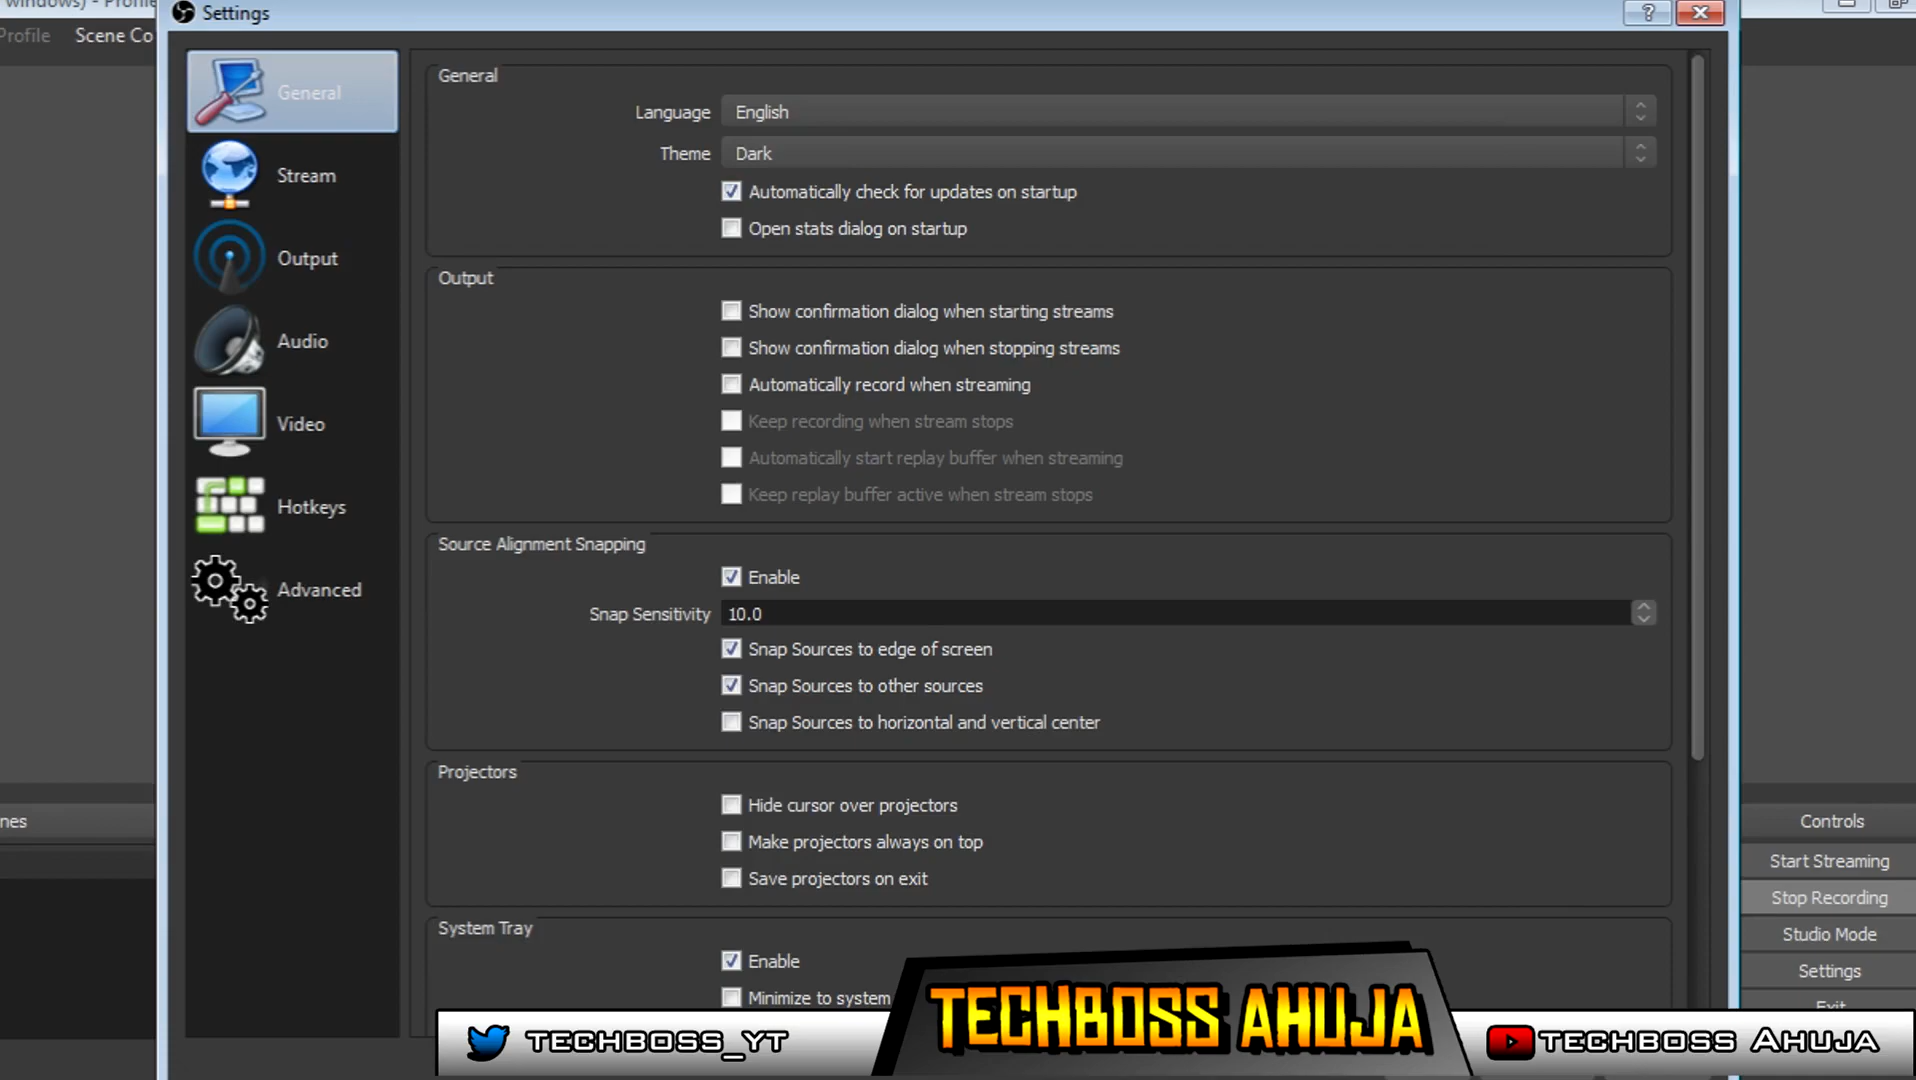 windows) - Profile
Settings
?
Profile Scene Co
General
Stream
Output
Audio
Video
Hotkeys
Advanced
General
Language English
Theme Dark
Automatically check for updates on startup
Open stats dialog on startup
Output
Show confirmation dialog when starting streams
Show confirmation dialog when stopping streams
Automatically record when streaming
Keep recording when stream stops
Automatically start replay buffer when streaming
Keep replay buffer active when stream stops
Source Alignment Snapping
Enable
Snap Sensitivity 10.0
Snap Sources to edge of screen
Snap Sources to other sources
Snap Sources to horizontal and vertical center
Projectors
Hide cursor over projectors
Make projectors always on top
Save projectors on exit
System Tray
Enable
Minimize to system
nes
Controls
Start Streaming
Stop Recording
Studio Mode
Settings
Exit
TECHBOSS_YT
TECHBOSS AHUJA
TECHBOSS AHUJA